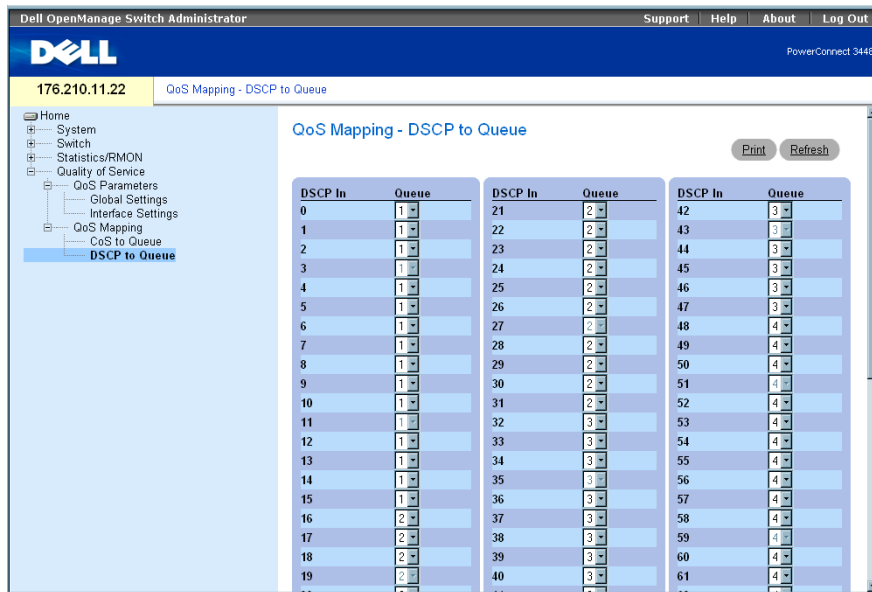 Dell OpenManage Switch Administrator
Support Help About Log Out
DELL
PowerConnect 3448
176.210.11.22
QoS Mapping - DSCP to Queue
Home
System
Switch
Statistics/RMON
Quality of Service
QoS Parameters
Global Settings
Interface Settings
QoS Mapping
CoS to Queue
DSCP to Queue
QoS Mapping - DSCP to Queue
Print Refresh
DSCP In Queue DSCP In Queue DSCP In Queue
0 1 21 2 42 3
1 1 22 2 43 3
2 1 23 2 44 3
3 1 24 2 45 3
4 1 25 2 46 3
5 1 26 2 47 3
6 1 27 2 48 4
7 1 28 2 49 4
8 1 29 2 50 4
9 1 30 2 51 4
10 1 31 2 52 4
11 1 32 3 53 4
12 1 33 3 54 4
13 1 34 3 55 4
14 1 35 3 56 4
15 1 36 3 57 4
16 2 37 3 58 4
17 2 38 3 59 4
18 2 39 3 60 4
19 2 40 3 61 4